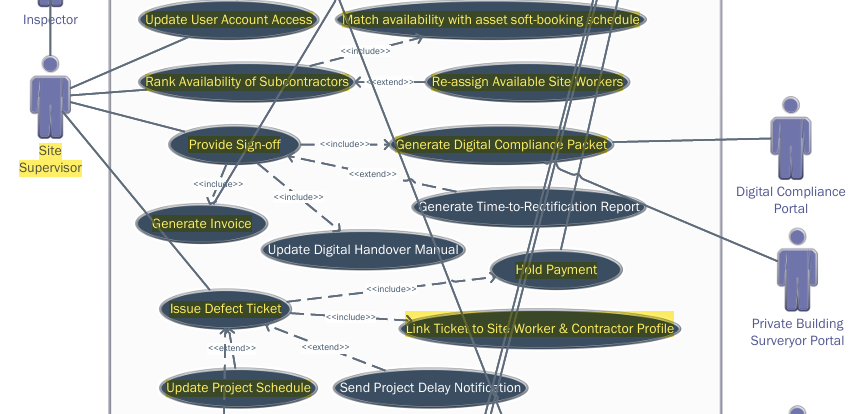 Inspector
Update User Account Access
Match availability with asset soft-booking schedule
<<include>>
Rank Availability of Subcontractors
<<extend>>
Re-assign Available Site Workers
Site
Supervisor
Provide Sign-off
<<include>>
Generate Digital Compliance Packet
<<extend>>
<<include>>
<<include>>
Digital Compliance
Portal
Generate Time-to-Rectification Report
Generate Invoice
Update Digital Handover Manual
Hold Payment
<<include>>
Issue Defect Ticket
<<include>>
Link Ticket to Site Worker & Contractor Profile
Private Building
Surveryor Portal
<<extend>>
<<extend>>
Update Project Schedule
Send Project Delay Notification